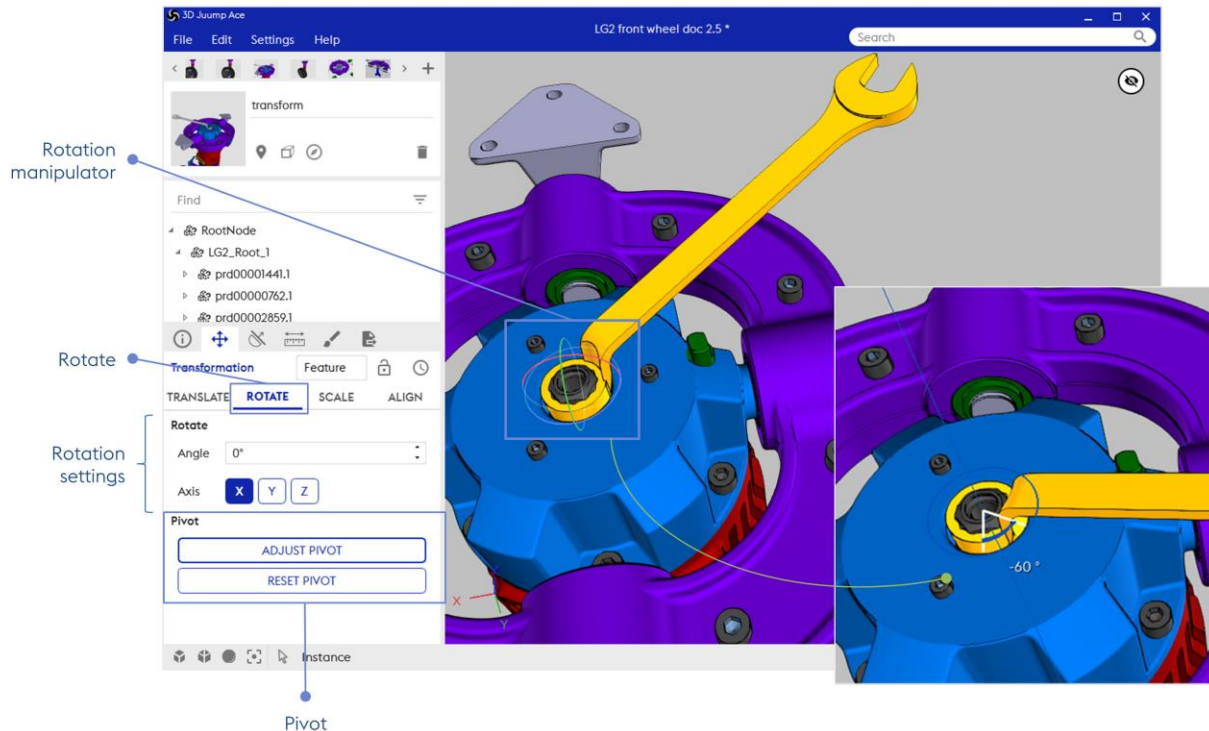 3D Juump Ace
LG2 front wheel doc 2.5 *
File Edit Settings Help
Search
transform
Find
RootNode
LG2_Root_1
prd00001441.1
prd00000762.1
prd00002859.1
Transformation Feature
TRANSLATE ROTATE SCALE ALIGN
Rotate
Angle 0°
Axis X Y Z
Pivot
ADJUST PIVOT
RESET PIVOT
Instance
Rotation
manipulator
Rotate
Rotation
settings
Pivot
X
Y
-60 °